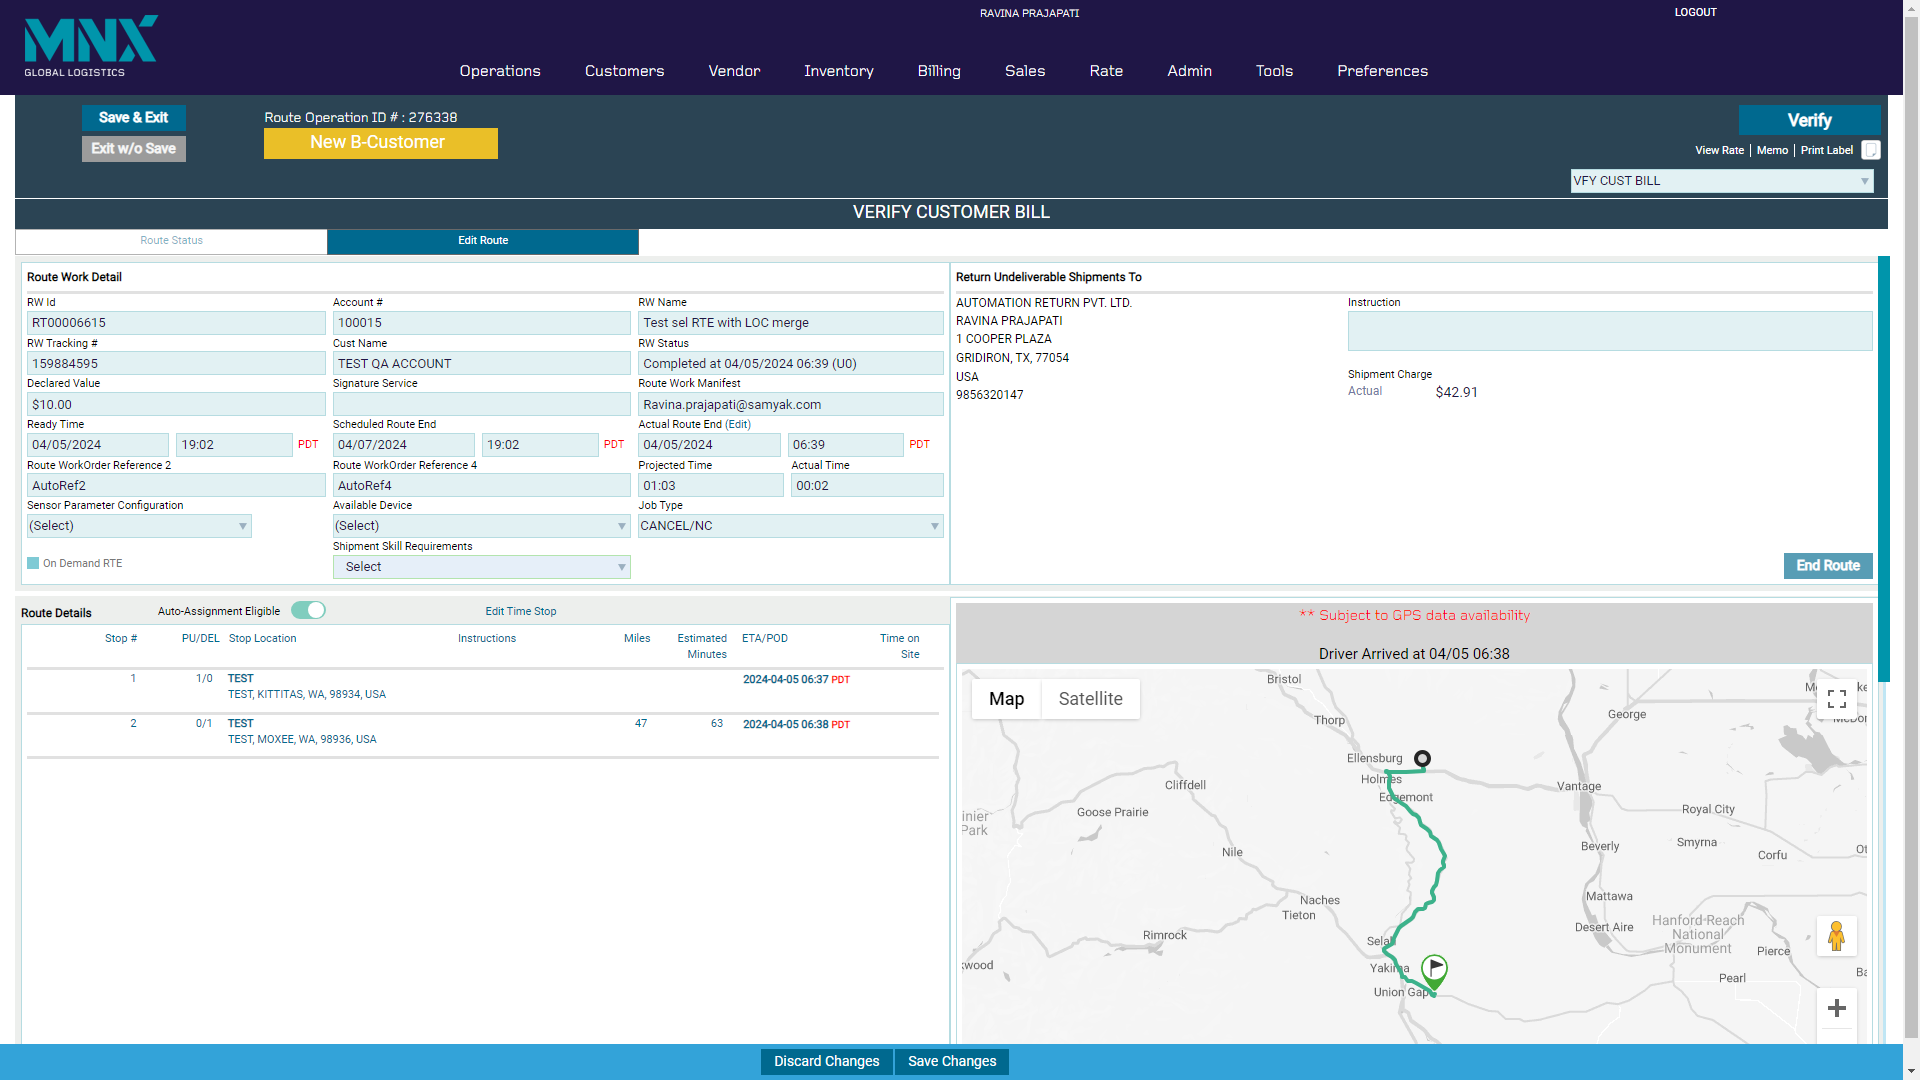 MNX
GLOBAL LOGISTICS
RAVINA PRAJAPATI
LOGOUT
Operations Customers Vendor Inventory Billing Sales Rate Admin Tools Preferences
Save & Exit
Exit w/o Save
Route Operation ID # : 276338
New B-Customer
Verify
View Rate | Memo | Print Label
VFY CUST BILL
VERIFY CUSTOMER BILL
Route Status
Edit Route
Route Work Detail
RW Id Account # RW Name
RT00006615 100015 Test sel RTE with LOC merge
RW Tracking # Cust Name RW Status
159884595 TEST QA ACCOUNT Completed at 04/05/2024 06:39 (U0)
Declared Value Signature Service Route Work Manifest
$10.00 Ravina.prajapati@samyak.com
Ready Time Scheduled Route End Actual Route End (Edit)
04/05/2024 19:02 PDT 04/07/2024 19:02 PDT 04/05/2024 06:39 PDT
Route WorkOrder Reference 2 Route WorkOrder Reference 4 Projected Time Actual Time
AutoRef2 AutoRef4 01:03 00:02
Sensor Parameter Configuration Available Device Job Type
(Select) (Select) CANCEL/NC
Shipment Skill Requirements
On Demand RTE Select
Return Undeliverable Shipments To
AUTOMATION RETURN PVT. LTD.
RAVINA PRAJAPATI
1 COOPER PLAZA
GRIDIRON, TX, 77054
USA
9856320147
Instruction
Shipment Charge
Actual $42.91
End Route
Route Details Auto-Assignment Eligible Edit Time Stop
Stop # PU/DEL Stop Location Instructions Miles Estimated Minutes ETA/POD Time on Site
1 1/0 TEST 2024-04-05 06:37 PDT
TEST, KITTITAS, WA, 98934, USA
2 0/1 TEST 47 63 2024-04-05 06:38 PDT
TEST, MOXEE, WA, 98936, USA
** Subject to GPS data availability
Driver Arrived at 04/05 06:38
Map Satellite
Bristol
Thorp
George
Ellensburg
Holmes
Edgemont
Cliffdell
Vantage
Goose Prairie
Royal City
inier
Park
Nile
Beverly
Smyrna
Corfu
Naches
Tieton
Mattawa
Desert Aire
Hanford Reach
National
Monument
Rimrock
Selah
Pierce
kwood
Yakima
Pearl
Union Gap
Discard Changes Save Changes